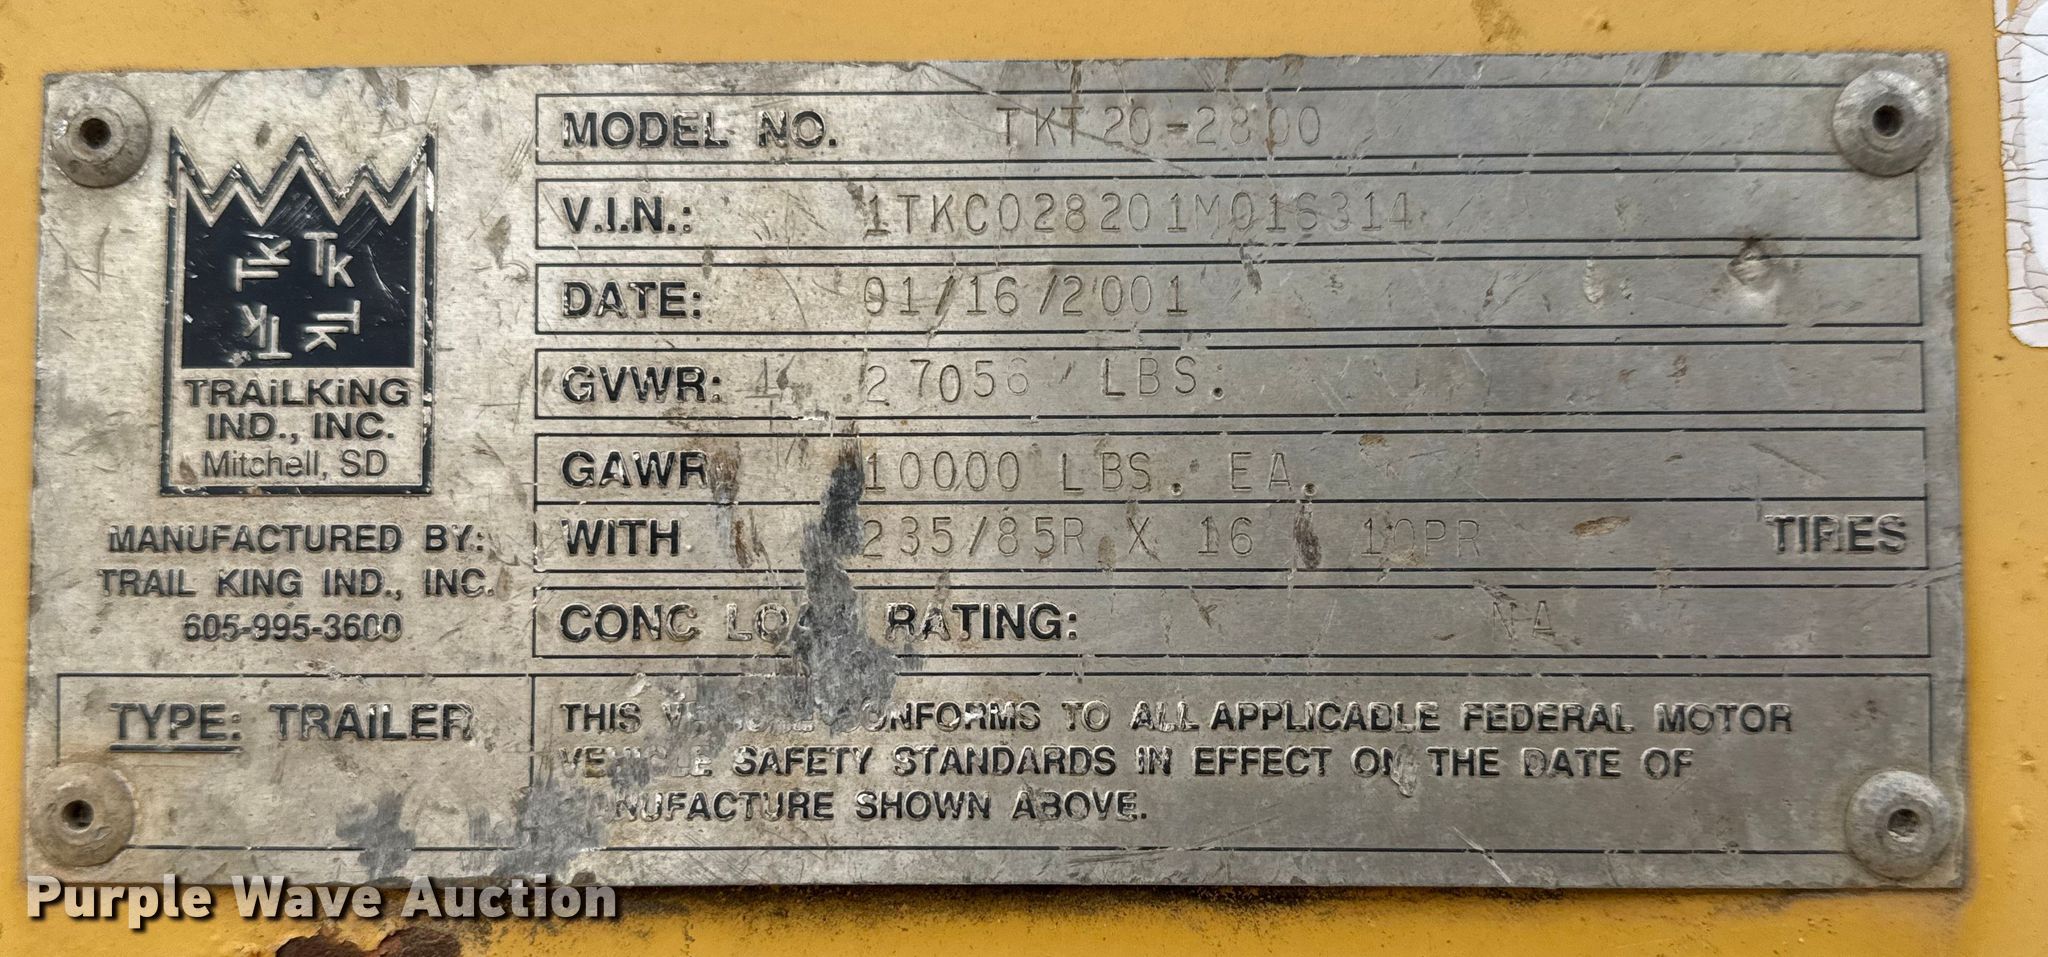 MODEL NO. TKT20-2800
V.I.N.: 1TKC028201M016314
DATE: 01/16/2001
GVWR: 27056 LBS.
GAWR 10000 LBS. EA.
WITH 235/85R X 16 10PR TIRES
CONC RATING: NA
TK TK
TK TK
TRAiLKiNG
IND., INC.
Mitchell, SD
MANUFACTURED BY:
TRAIL KING IND., INC.
605-995-3600
TYPE: TRAILER
THIS CONFORMS TO ALL APPLICABLE FEDERAL MOTOR
VEHICLE SAFETY STANDARDS IN EFFECT ON THE DATE OF
MANUFACTURE SHOWN ABOVE.
Purple Wave Auction